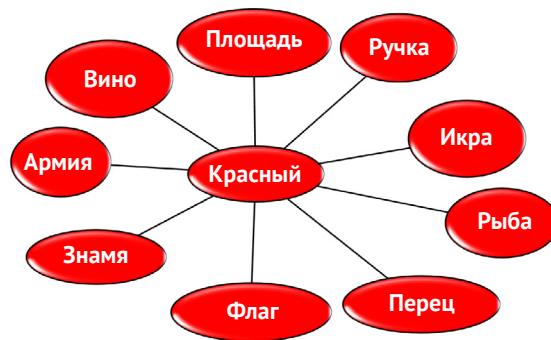 Площадь
Ручка
Вино
Икра
Армия
Красный
Рыба
Знамя
Флаг
Перец